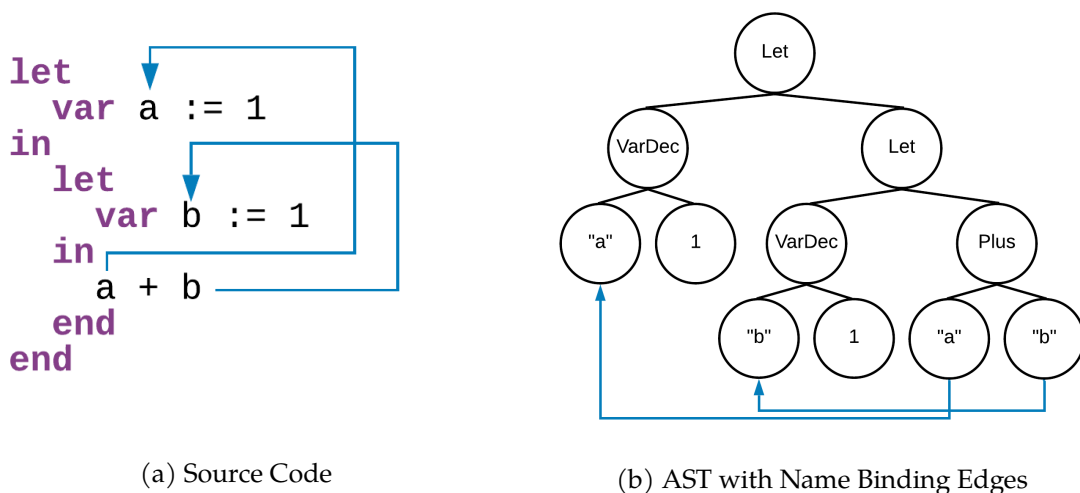 let
var a := 1
in
let
var b := 1
in
a + b
end
end
(a) Source Code
Let
VarDec Let
"a" 1 VarDec Plus
"b" 1 "a" "b"
(b) AST with Name Binding Edges